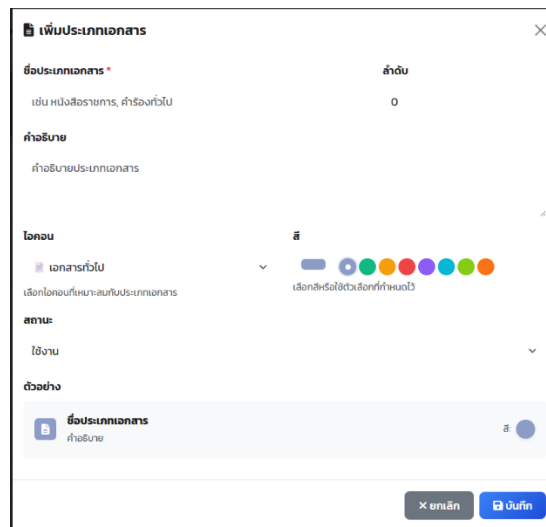 เพิ่มประเภทเอกสาร
ชื่อประเภทเอกสาร * ลำดับ
เช่น หนังสือราชการ, คำร้องทั่วไป 0
คำอธิบาย
คำอธิบายประเภทเอกสาร
ไอคอน สี
เอกสารทั่วไป
เลือกไอคอนที่เหมาะสมกับประเภทเอกสาร เลือกสีหรือใช้ตัวเลือกที่กำหนดไว้
สถานะ
ใช้งาน
ตัวอย่าง
ชื่อประเภทเอกสาร
คำอธิบาย
สี:
ยกเลิก บันทึก